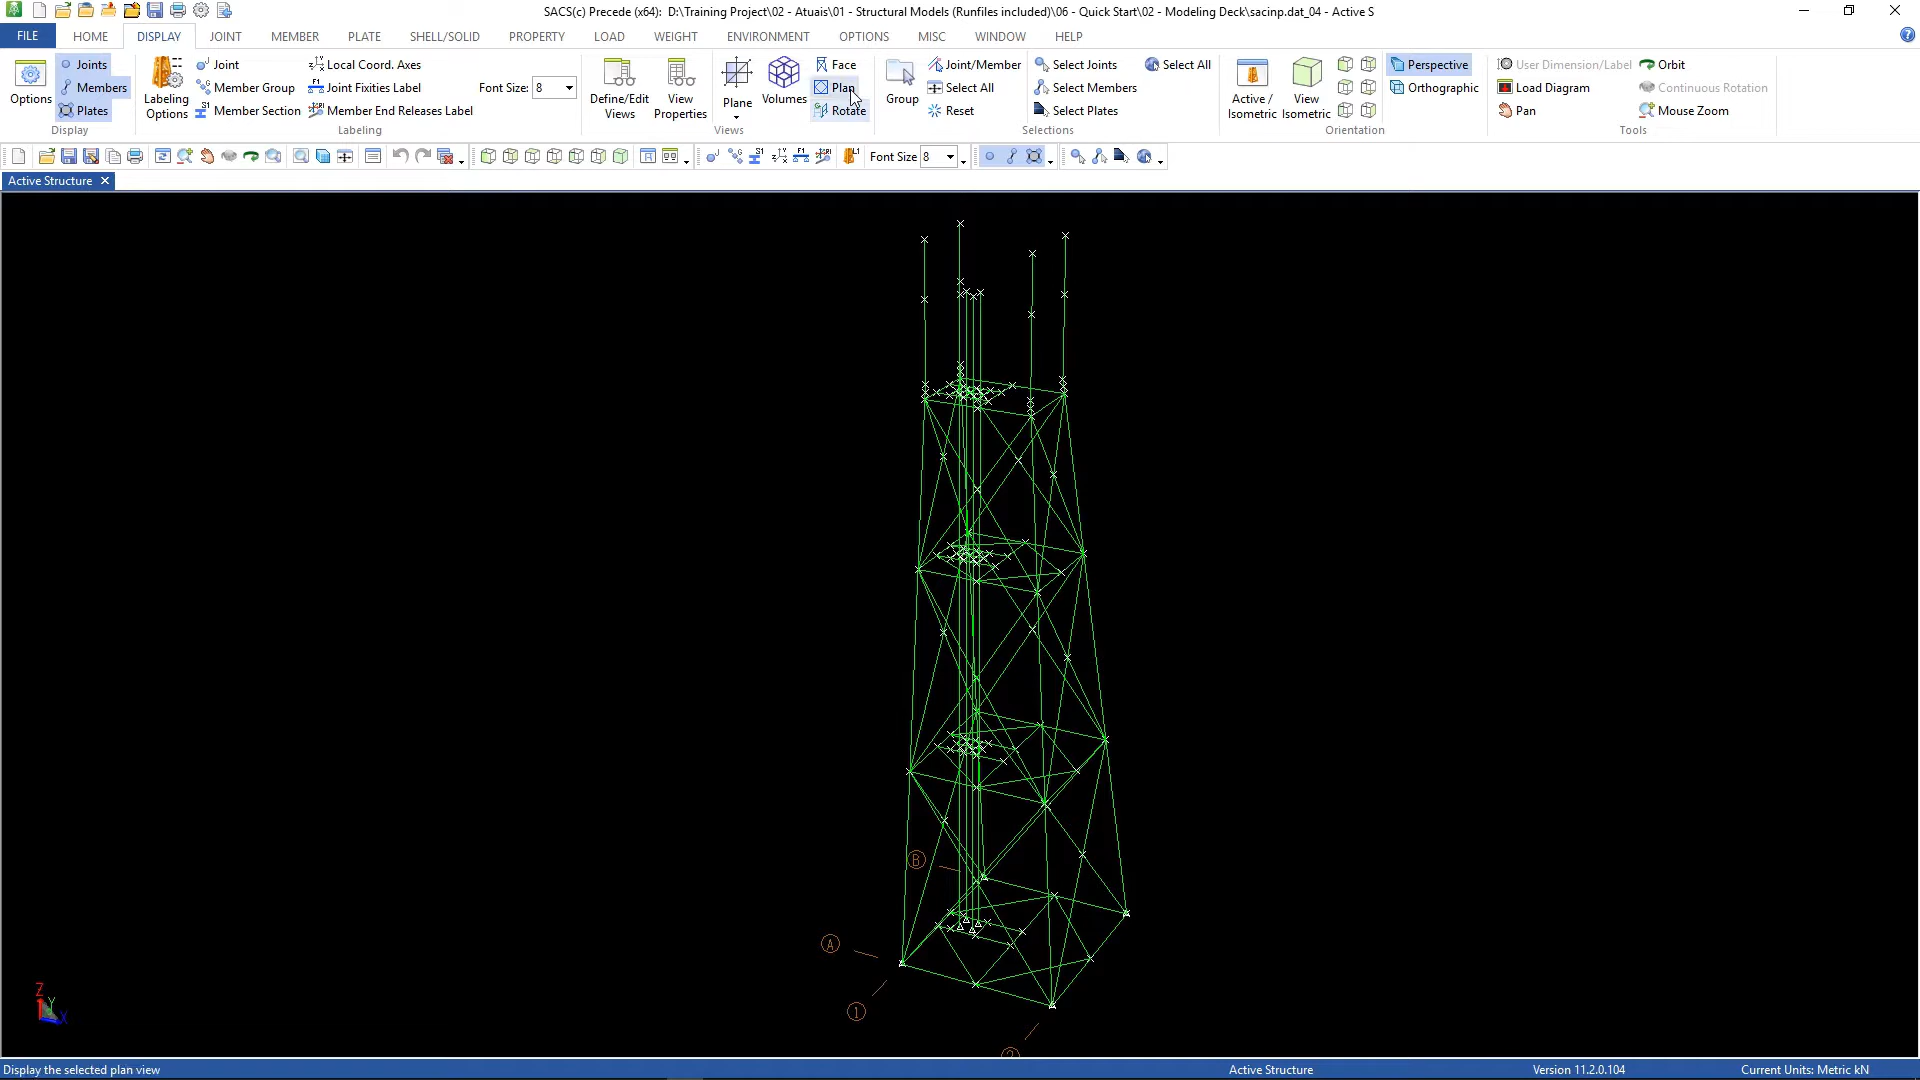 SACS(c) Precede (x64): D:\Training Project\02 - Atuais\01 - Structural Models (Runfiles included)\06 - Quick Start\02 - Modeling Deck\sacinp.dat_04 - Active S
FILE HOME DISPLAY JOINT MEMBER PLATE SHELL/SOLID PROPERTY LOAD WEIGHT ENVIRONMENT OPTIONS MISC WINDOW HELP
Options
Joints
Members
Plates
Display
Labeling Options
Joint
Member Group
Member Section
Local Coord. Axes
Joint Fixities Label
Member End Releases Label
Font Size: 8
Labeling
Define/Edit Views
View Properties
Plane
Volumes
Face
Plan
Rotate
Views
Group
Joint/Member
Select All
Reset
Select Joints
Select Members
Select Plates
Select All
Selections
Active / Isometric
View Isometric
Perspective
Orthographic
Orientation
User Dimension/Label
Load Diagram
Pan
Orbit
Continuous Rotation
Mouse Zoom
Tools
Font Size 8
Active Structure
B
A
1
2
Z
Y
X
Display the selected plan view Active Structure Version 11.2.0.104 Current Units: Metric kN